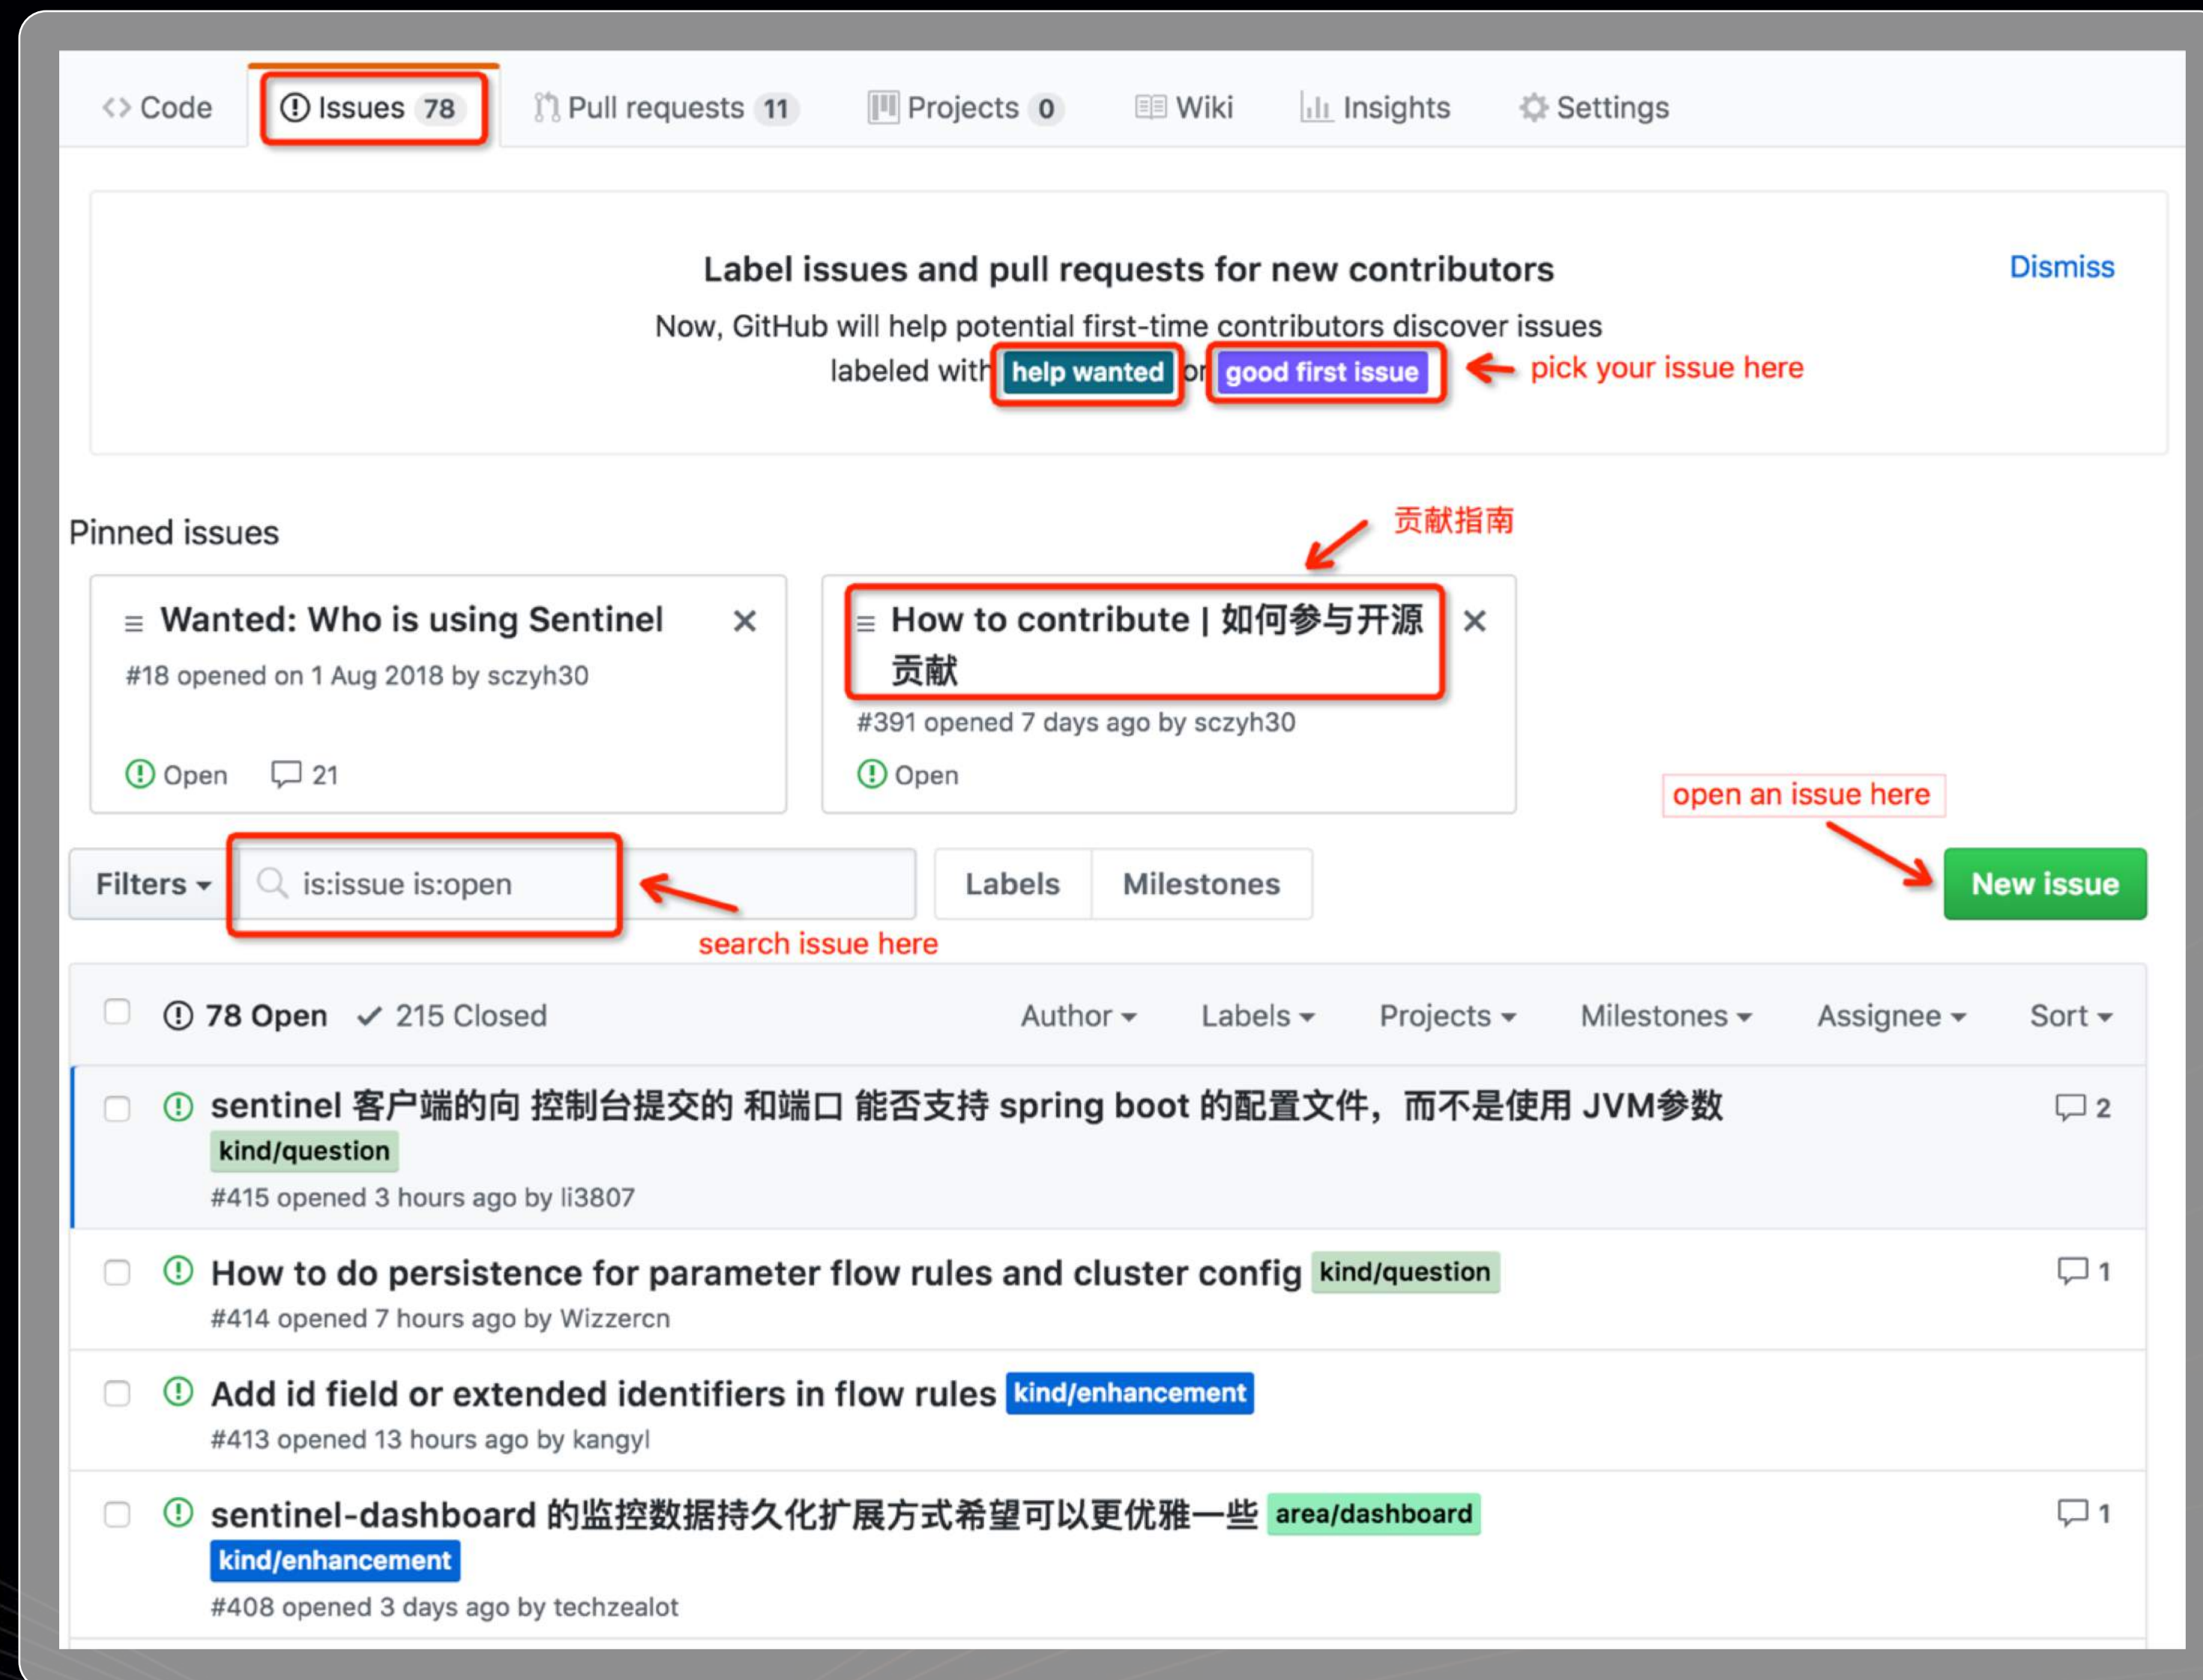 Code Issues 78 Pull requests 11 Projects 0 Wiki Insights Settings
Label issues and pull requests for new contributors
Dismiss
Now, GitHub will help potential first-time contributors discover issues
labeled with help wanted or good first issue
pick your issue here
Pinned issues
贡献指南
Wanted: Who is using Sentinel
#18 opened on 1 Aug 2018 by sczyh30
Open 21
How to contribute | 如何参与开源
贡献
#391 opened 7 days ago by sczyh30
Open
open an issue here
Filters is:issue is:open Labels Milestones New issue
search issue here
78 Open 215 Closed Author Labels Projects Milestones Assignee Sort
sentinel 客户端的向 控制台提交的 和端口 能否支持 spring boot 的配置文件，而不是使用 JVM参数 2
kind/question
#415 opened 3 hours ago by li3807
How to do persistence for parameter flow rules and cluster config kind/question 1
#414 opened 7 hours ago by Wizzercn
Add id field or extended identifiers in flow rules kind/enhancement
#413 opened 13 hours ago by kangyl
sentinel-dashboard 的监控数据持久化扩展方式希望可以更优雅一些 area/dashboard 1
kind/enhancement
#408 opened 3 days ago by techzealot